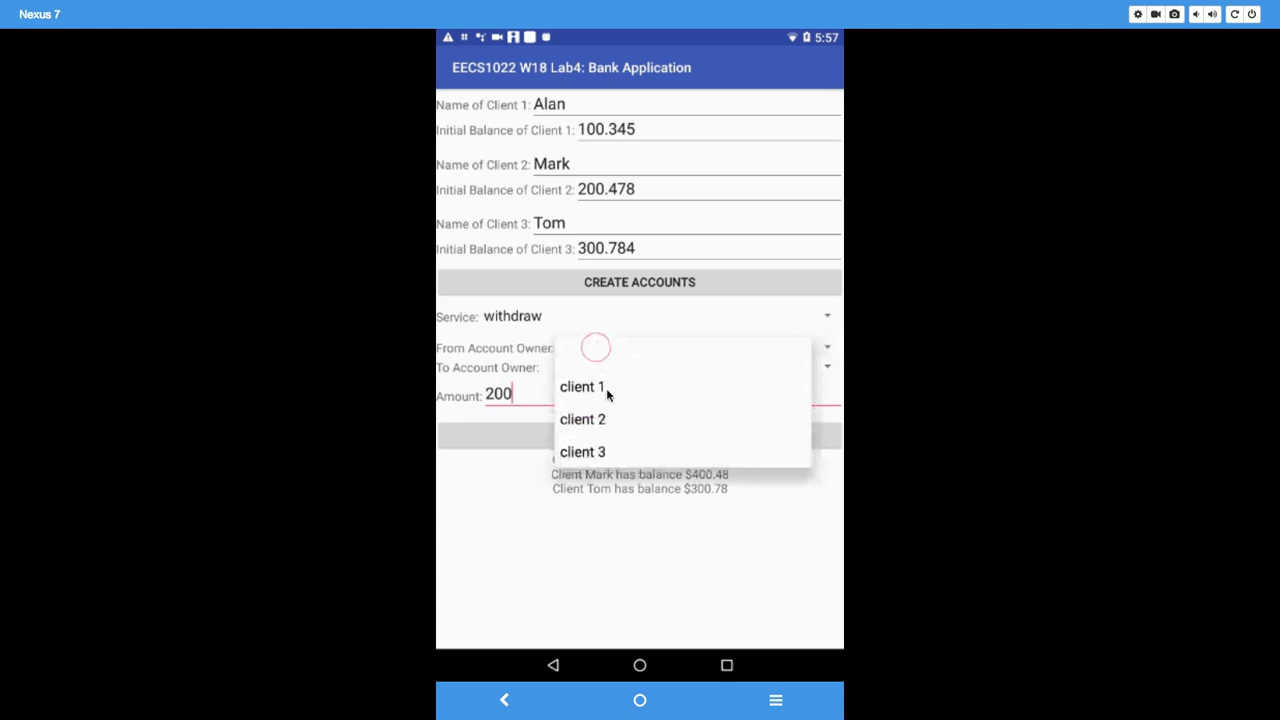 Nexus 7
5:57
EECS1022 W18 Lab4: Bank Application
Name of Client 1: Alan
Initial Balance of Client 1: 100.345
Name of Client 2: Mark
Initial Balance of Client 2: 200.478
Name of Client 3: Tom
Initial Balance of Client 3: 300.784
CREATE ACCOUNTS
Service: withdraw
From Account Owner:
To Account Owner:
client 1
Amount: 200
client 2
client 3
Client Mark has balance $400.48
Client Tom has balance $300.78